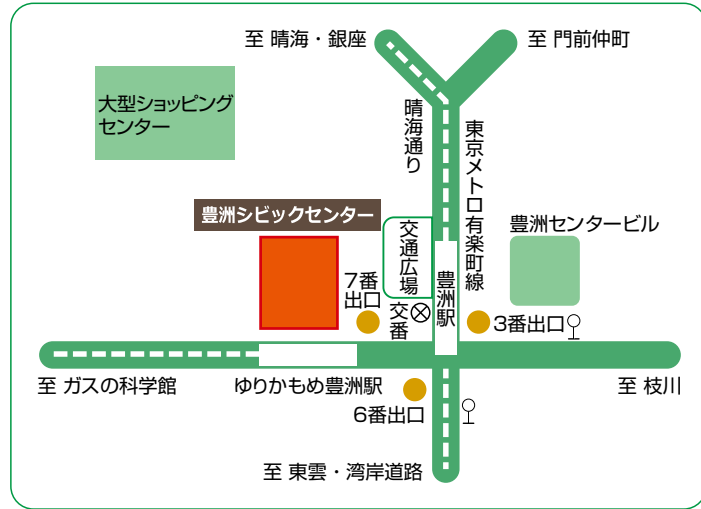 至 晴海・銀座
至 門前仲町
大型ショッピング
センター
晴海通り
東京メトロ有楽町線
豊洲シビックセンター
交通広場
豊洲センタービル
7番
出口
交番
豊洲駅
3番出口
至 ガスの科学館
ゆりかもめ豊洲駅
至 枝川
6番出口
至 東雲・湾岸道路